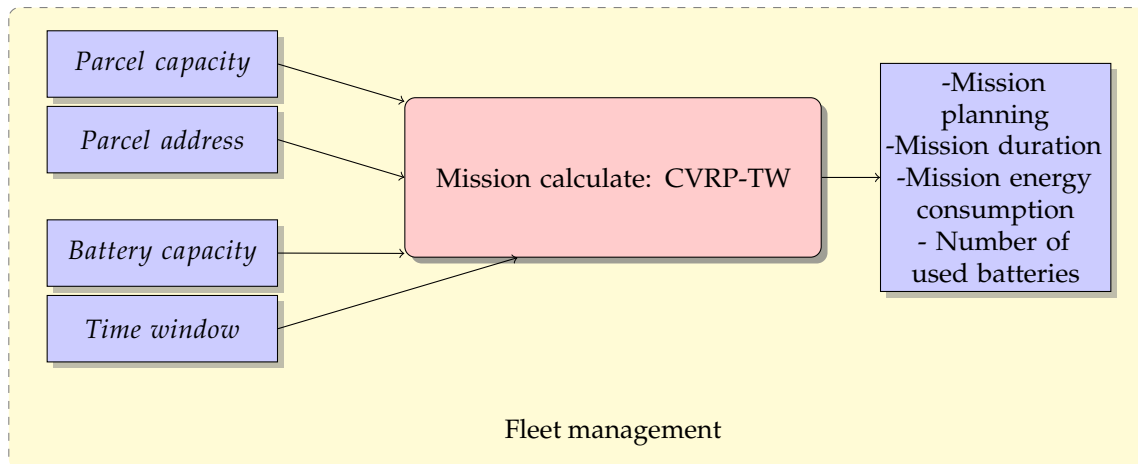 Parcel capacity
Parcel address
Battery capacity
Time window
Mission calculate: CVRP-TW
-Mission
planning
-Mission duration
-Mission energy
consumption
- Number of
used batteries
Fleet management